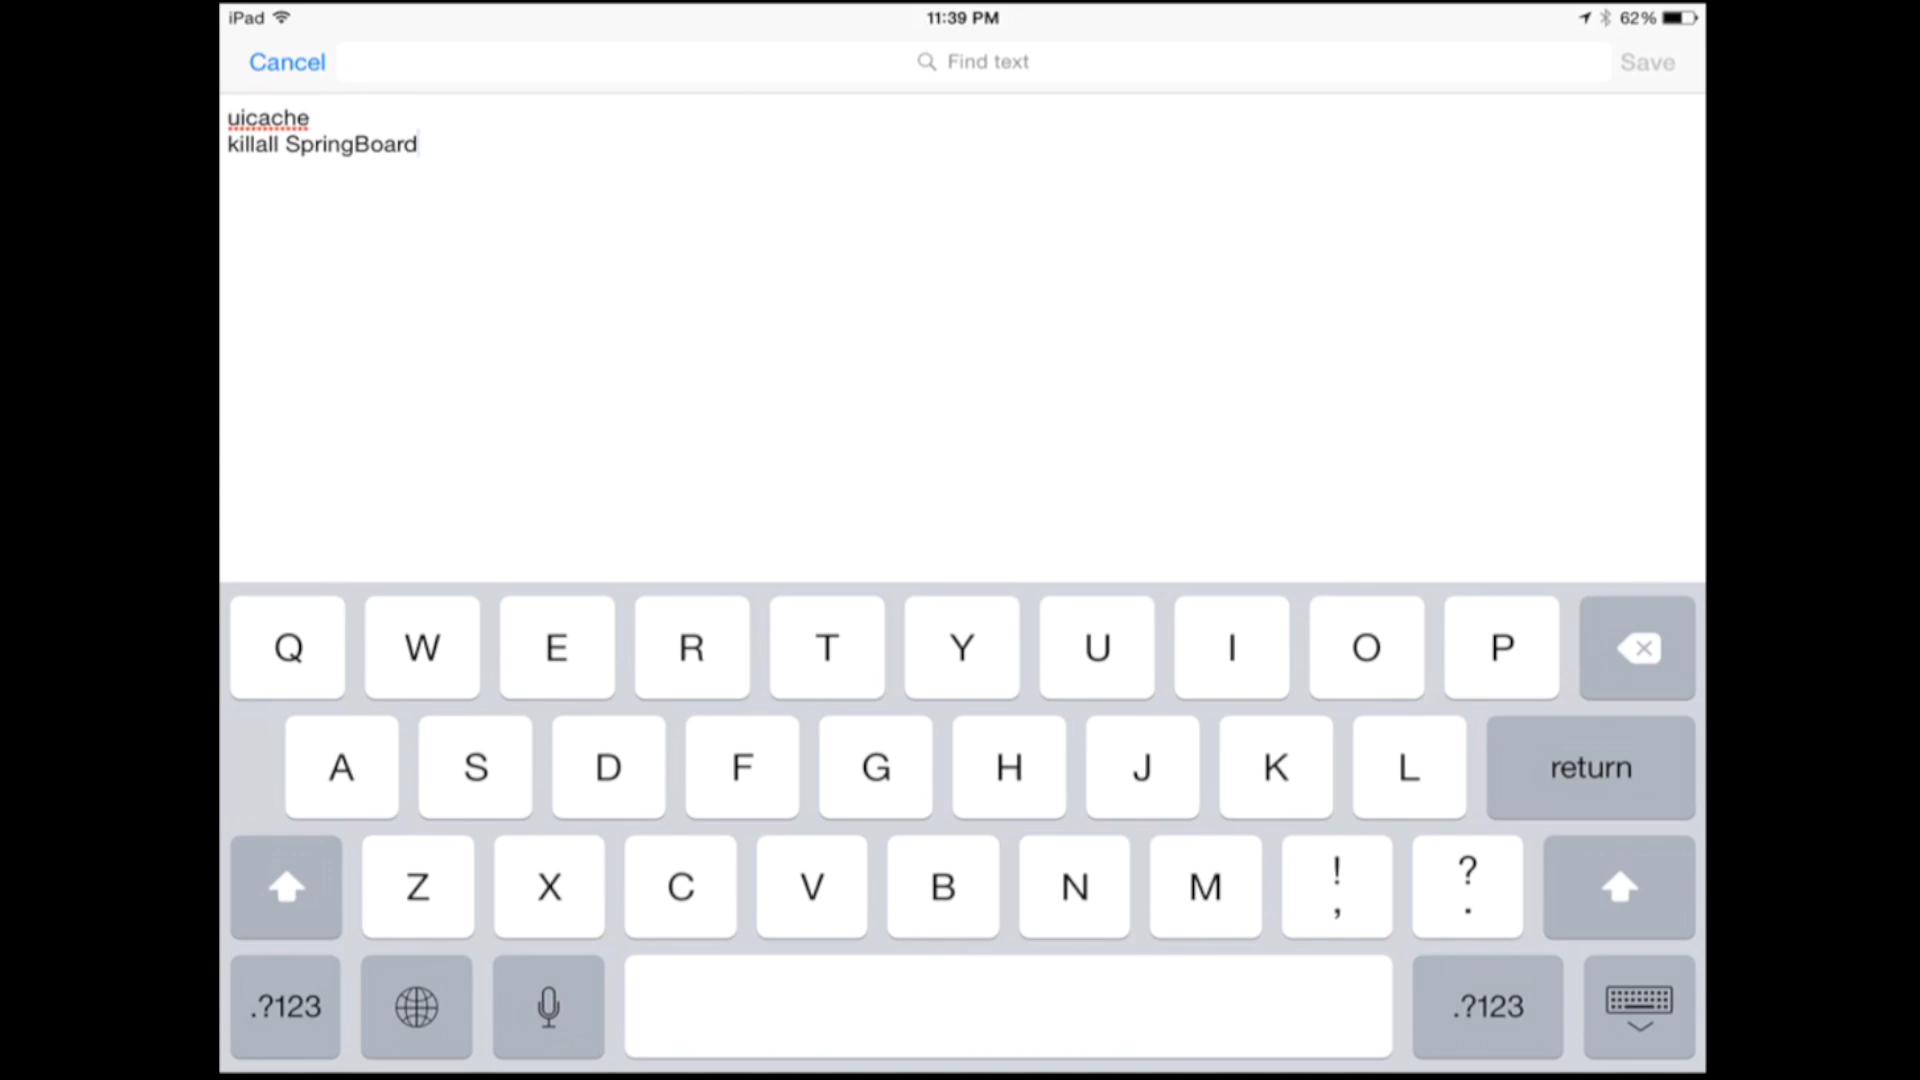 iPad 11:39 PM 62%
Cancel Find text Save
uicache
killall SpringBoard
Q W E R T Y U I O P
A S D F G H J K L return
Z X C V B N M ! , ? .
.?123 .?123